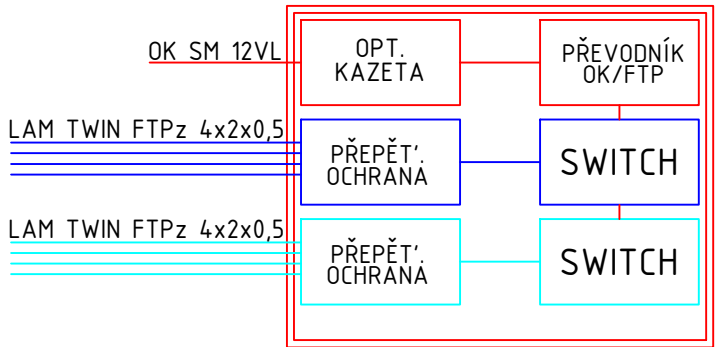 OK SM 12VL
OPT.
KAZETA
PŘEVODNÍK
OK/FTP
LAM TWIN FTPz 4x2x0,5
PŘEPĚŤ.
OCHRANA
SWITCH
LAM TWIN FTPz 4x2x0,5
PŘEPĚŤ.
OCHRANA
SWITCH